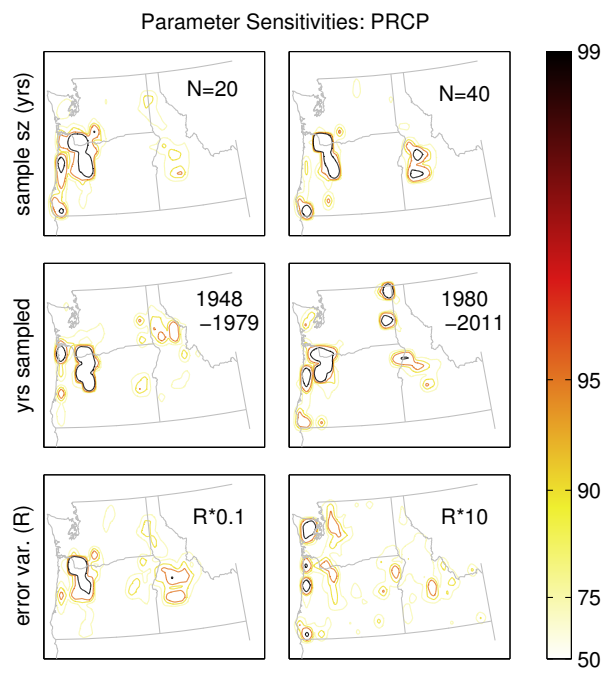 Parameter Sensitivities: PRCP
sample sz (yrs)
N=20
N=40
yrs sampled
1948
−1979
1980
−2011
error var. (R)
R*0.1
R*10
99
95
90
75
50